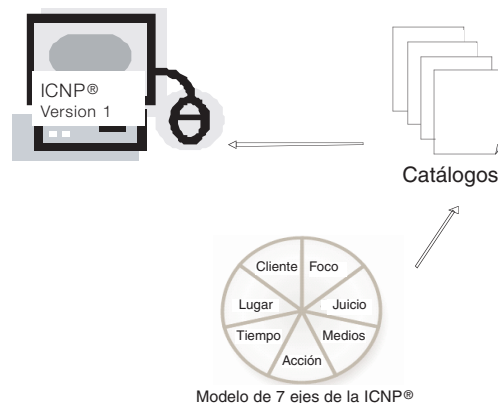 ICNP®
Version 1
Catálogos
Cliente
Foco
Lugar
Juicio
Tiempo
Medios
Acción
Modelo de 7 ejes de la ICNP®